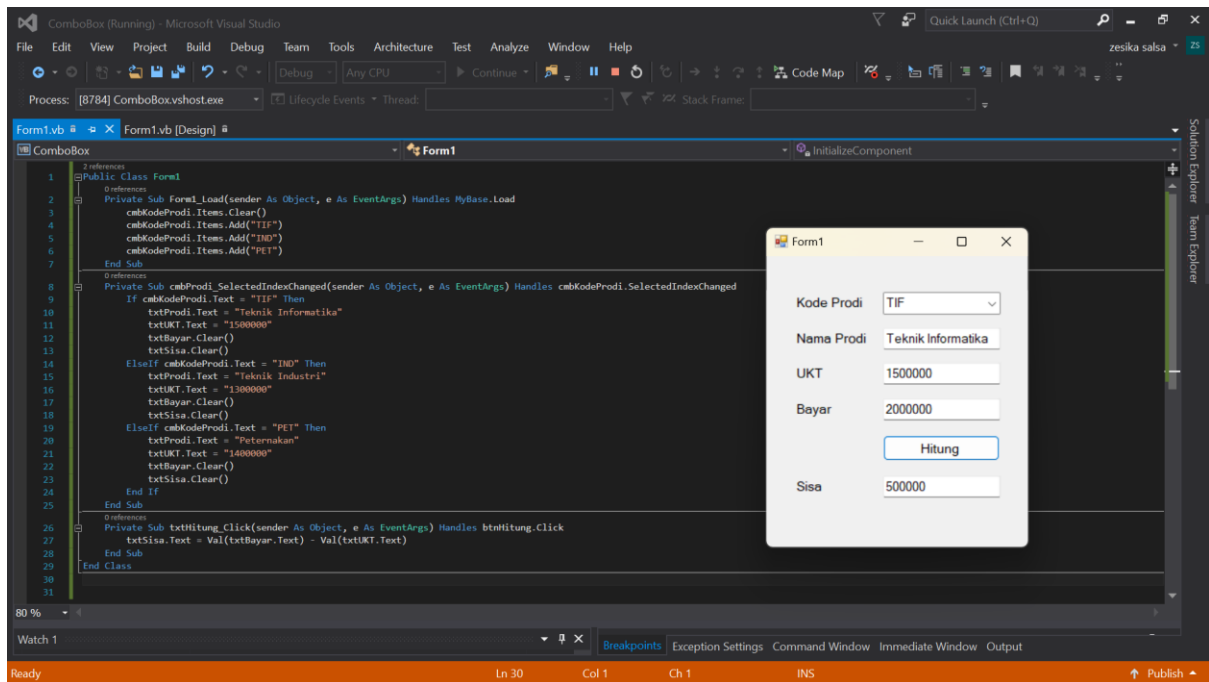 ComboBox (Running) - Microsoft Visual Studio
Quick Launch (Ctrl+Q)
File Edit View Project Build Debug Team Tools Architecture Test Analyze Window Help
zesika salsa ZS
Debug Any CPU Continue Code Map
Process: [8784] ComboBox.vshost.exe Lifecycle Events Thread: Stack Frame:
Form1.vb Form1.vb [Design]
VB ComboBox Form1 InitializeComponent
2 references
1 Public Class Form1
0 references
2 Private Sub Form1_Load(sender As Object, e As EventArgs) Handles MyBase.Load
3 cmbKodeProdi.Items.Clear()
4 cmbKodeProdi.Items.Add("TIF")
5 cmbKodeProdi.Items.Add("IND")
6 cmbKodeProdi.Items.Add("PET")
7 End Sub
0 references
8 Private Sub cmbProdi_SelectedIndexChanged(sender As Object, e As EventArgs) Handles cmbKodeProdi.SelectedIndexChanged
9 If cmbKodeProdi.Text = "TIF" Then
10 txtProdi.Text = "Teknik Informatika"
11 txtUKT.Text = "1500000"
12 txtBayar.Clear()
13 txtSisa.Clear()
14 ElseIf cmbKodeProdi.Text = "IND" Then
15 txtProdi.Text = "Teknik Industri"
16 txtUKT.Text = "1300000"
17 txtBayar.Clear()
18 txtSisa.Clear()
19 ElseIf cmbKodeProdi.Text = "PET" Then
20 txtProdi.Text = "Peternakan"
21 txtUKT.Text = "1400000"
22 txtBayar.Clear()
23 txtSisa.Clear()
24 End If
25 End Sub
0 references
26 Private Sub txtHitung_Click(sender As Object, e As EventArgs) Handles btnHitung.Click
27 txtSisa.Text = Val(txtBayar.Text) - Val(txtUKT.Text)
28 End Sub
29 End Class
30
31
Form1
Kode Prodi TIF
Nama Prodi Teknik Informatika
UKT 1500000
Bayar 2000000
Hitung
Sisa 500000
Solution Explorer
Team Explorer
80 %
Watch 1
Breakpoints Exception Settings Command Window Immediate Window Output
Ready Ln 30 Col 1 Ch 1 INS Publish